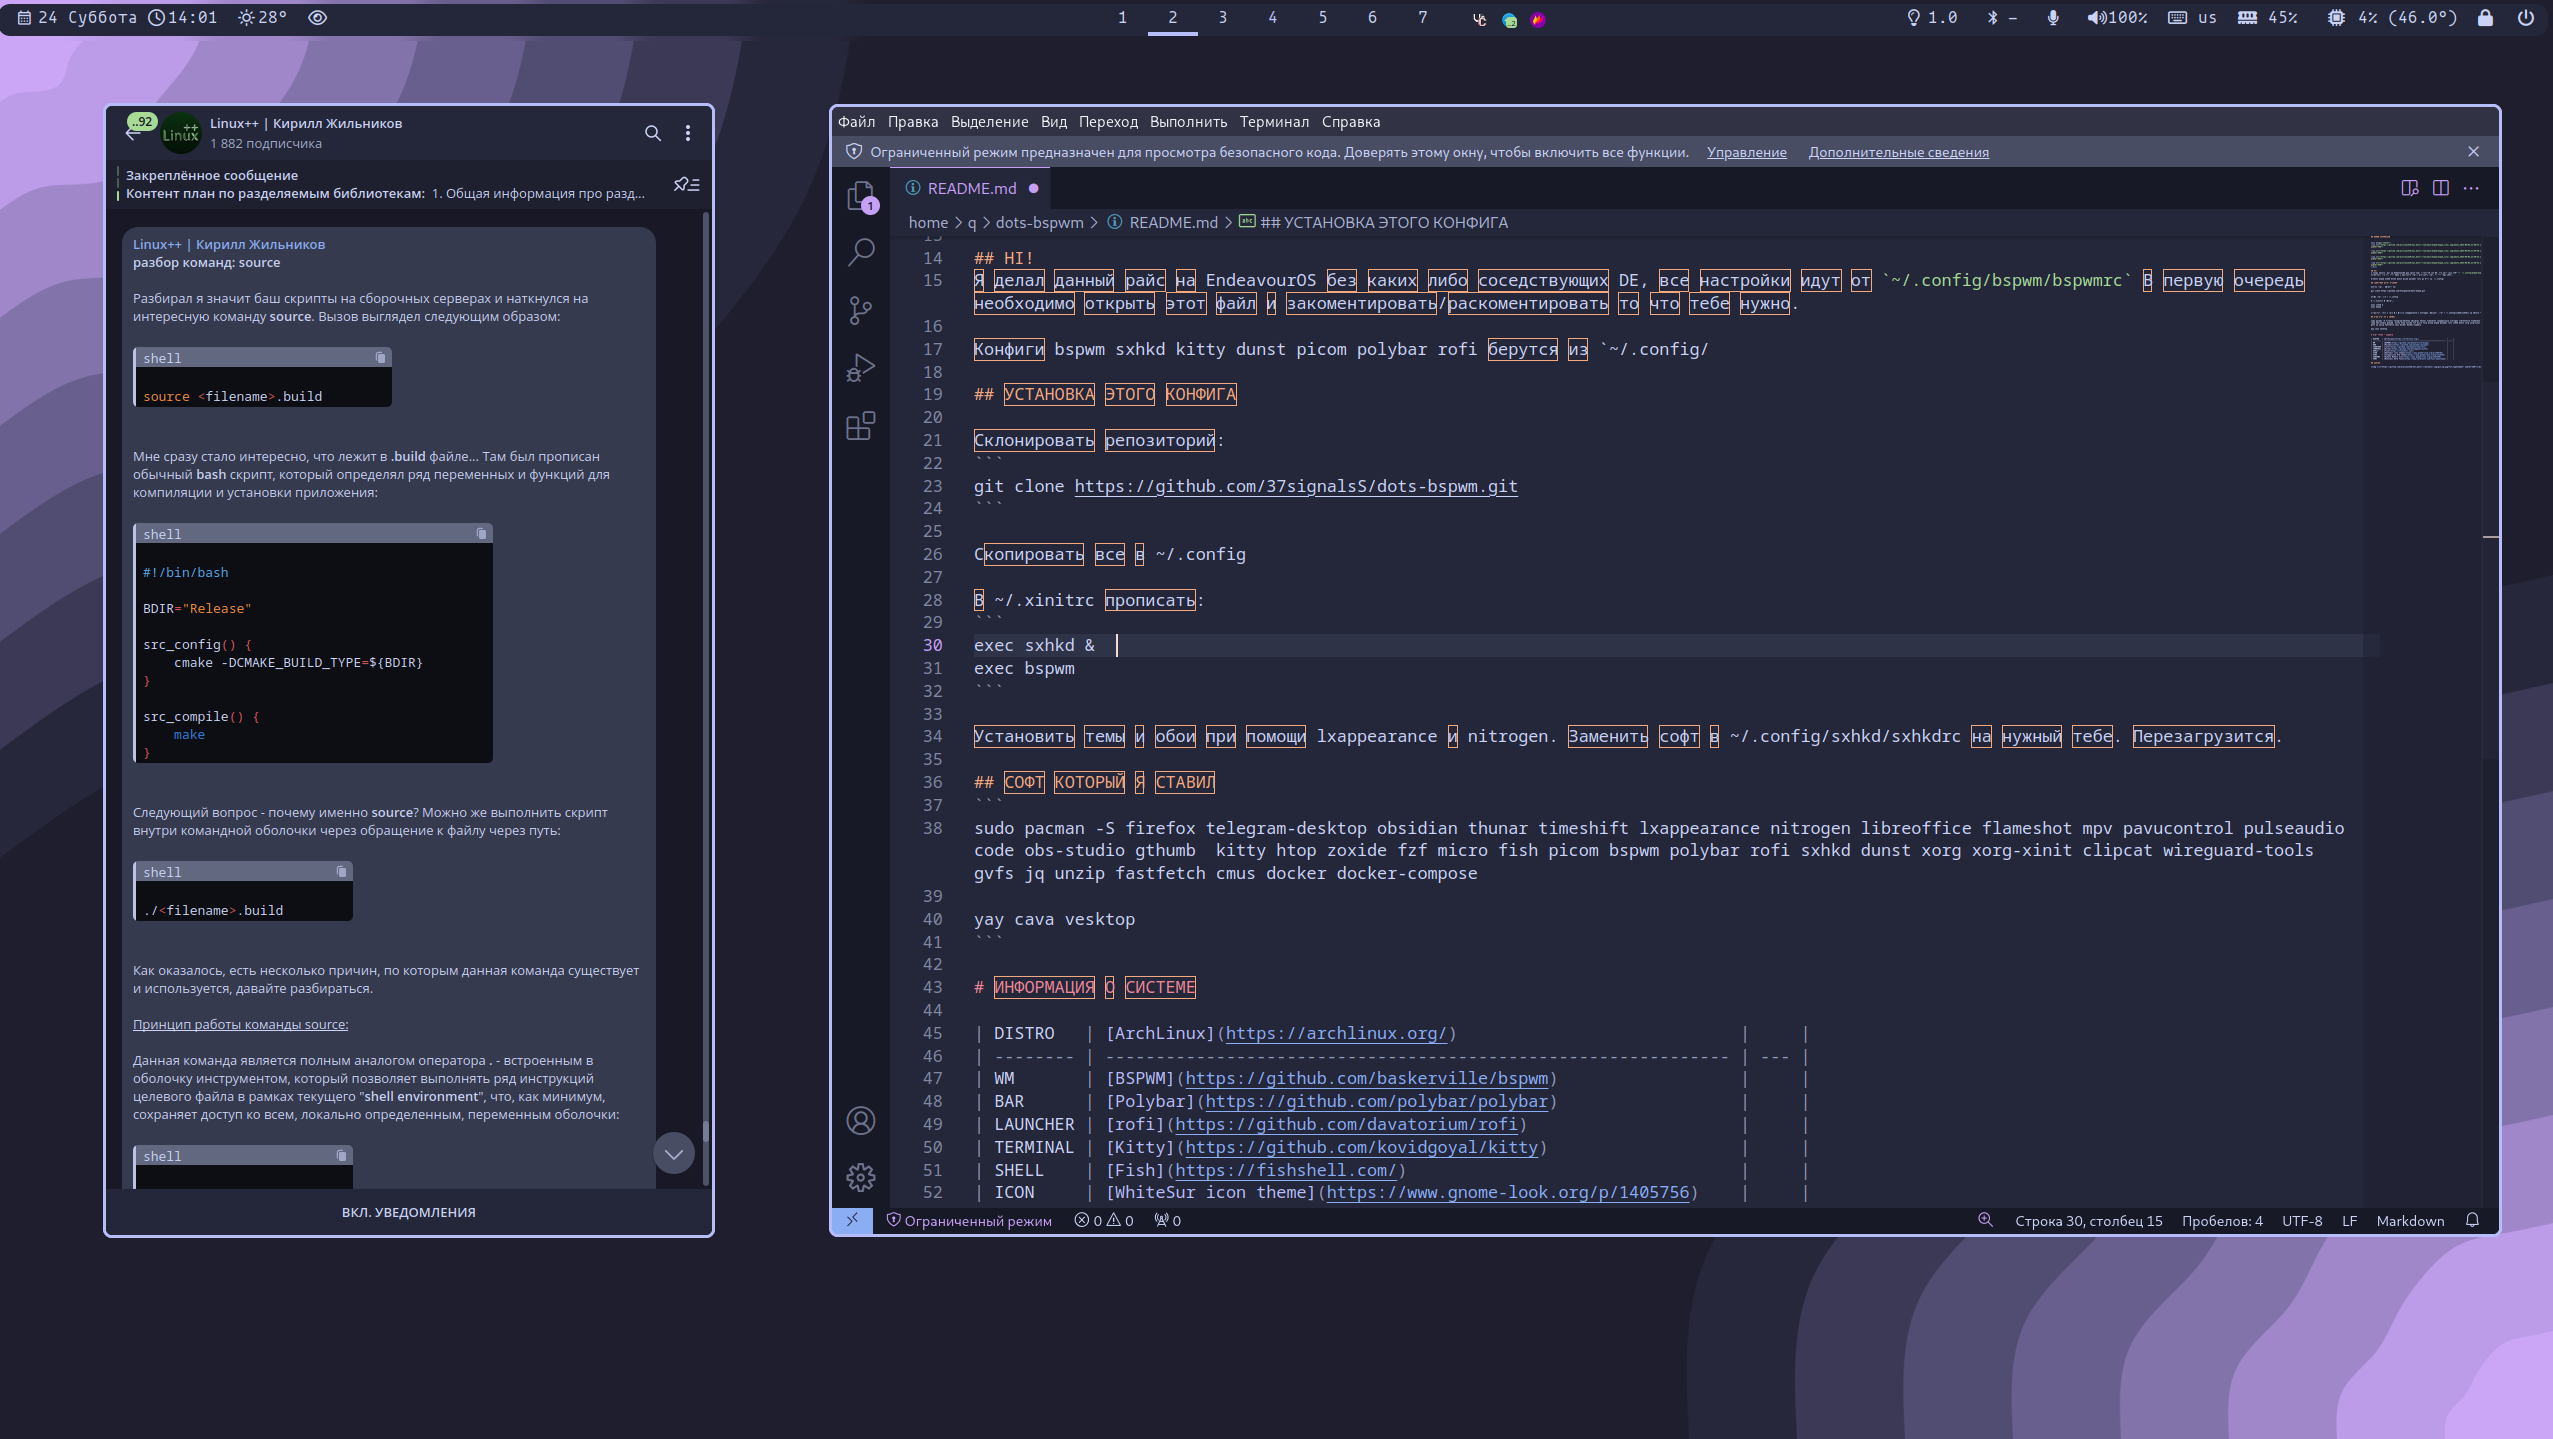 24 Суббота 14:01 28°
1 2 3 4 5 6 7
1.0 – 100% us 45% 4% (46.0°)
..92
Linux++ | Кирилл Жильников
1 882 подписчика
Закреплённое сообщение
Контент план по разделяемым библиотекам: 1. Общая информация про разд...
Linux++ | Кирилл Жильников
разбор команд: source
Разбирал я значит баш скрипты на сборочных серверах и наткнулся на
интересную команду source. Вызов выглядел следующим образом:
shell
source <filename>.build
Мне сразу стало интересно, что лежит в .build файле... Там был прописан
обычный bash скрипт, который определял ряд переменных и функций для
компиляции и установки приложения:
shell
#!/bin/bash
BDIR="Release"
src_config() {
    cmake -DCMAKE_BUILD_TYPE=${BDIR}
}
src_compile() {
    make
}
Следующий вопрос - почему именно source? Можно же выполнить скрипт
внутри командной оболочки через обращение к файлу через путь:
shell
./<filename>.build
Как оказалось, есть несколько причин, по которым данная команда существует
и используется, давайте разбираться.
Принцип работы команды source:
Данная команда является полным аналогом оператора . - встроенным в
оболочку инструментом, который позволяет выполнять ряд инструкций
целевого файла в рамках текущего "shell environment", что, как минимум,
сохраняет доступ ко всем, локально определенным, переменным оболочки:
shell
ВКЛ. УВЕДОМЛЕНИЯ
Файл Правка Выделение Вид Переход Выполнить Терминал Справка
Ограниченный режим предназначен для просмотра безопасного кода. Доверять этому окну, чтобы включить все функции. Управление Дополнительные сведения
1
README.md
home > q > dots-bspwm > README.md > ## УСТАНОВКА ЭТОГО КОНФИГА
14 ## HI!
15 Я делал данный райс на EndeavourOS без каких либо соседствующих DE, все настройки идут от `~/.config/bspwm/bspwmrc` В первую очередь
необходимо открыть этот файл и закоментировать/раскоментировать то что тебе нужно.
16
17 Конфиги bspwm sxhkd kitty dunst picom polybar rofi берутся из `~/.config/
18
19 ## УСТАНОВКА ЭТОГО КОНФИГА
20
21 Склонировать репозиторий:
22 ```
23 git clone https://github.com/37signalsS/dots-bspwm.git
24 ```
25
26 Скопировать все в ~/.config
27
28 В ~/.xinitrc прописать:
29 ```
30 exec sxhkd &
31 exec bspwm
32 ```
33
34 Установить темы и обои при помощи lxappearance и nitrogen. Заменить софт в ~/.config/sxhkd/sxhkdrc на нужный тебе. Перезагрузится.
35
36 ## СОФТ КОТОРЫЙ Я СТАВИЛ
37 ```
38 sudo pacman -S firefox telegram-desktop obsidian thunar timeshift lxappearance nitrogen libreoffice flameshot mpv pavucontrol pulseaudio
code obs-studio gthumb  kitty htop zoxide fzf micro fish picom bspwm polybar rofi sxhkd dunst xorg xorg-xinit clipcat wireguard-tools
gvfs jq unzip fastfetch cmus docker docker-compose
39
40 yay cava vesktop
41 ```
42
43 # ИНФОРМАЦИЯ О СИСТЕМЕ
44
45 | DISTRO   | [ArchLinux](https://archlinux.org/)                            |     |
46 | -------- | -------------------------------------------------------------- | --- |
47 | WM       | [BSPWM](https://github.com/baskerville/bspwm)                  |     |
48 | BAR      | [Polybar](https://github.com/polybar/polybar)                  |     |
49 | LAUNCHER | [rofi](https://github.com/davatorium/rofi)                     |     |
50 | TERMINAL | [Kitty](https://github.com/kovidgoyal/kitty)                   |     |
51 | SHELL    | [Fish](https://fishshell.com/)                                 |     |
52 | ICON     | [WhiteSur icon theme](https://www.gnome-look.org/p/1405756)    |     |
Ограниченный режим 0 0 0 Строка 30, столбец 15 Пробелов: 4 UTF-8 LF Markdown